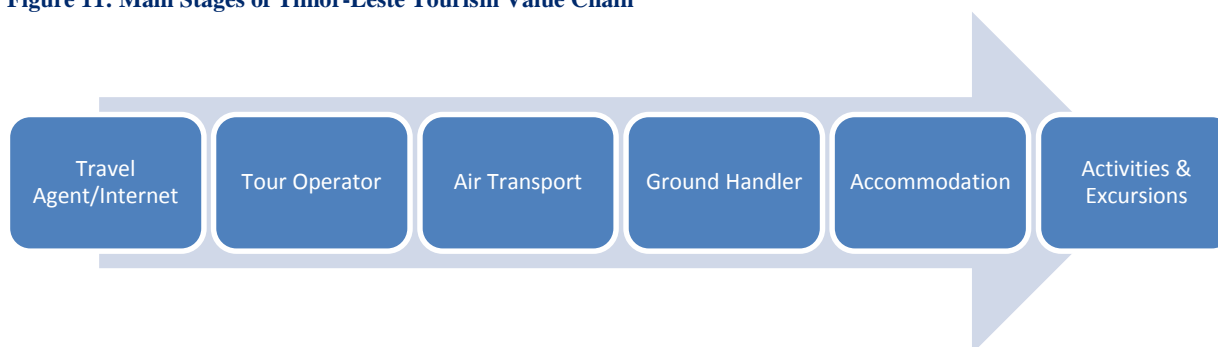 Figure 11: Main Stages of Timor-Leste Tourism Value Chain
Travel
Agent/Internet
Tour Operator
Air Transport
Ground Handler
Accommodation
Activities &
Excursions